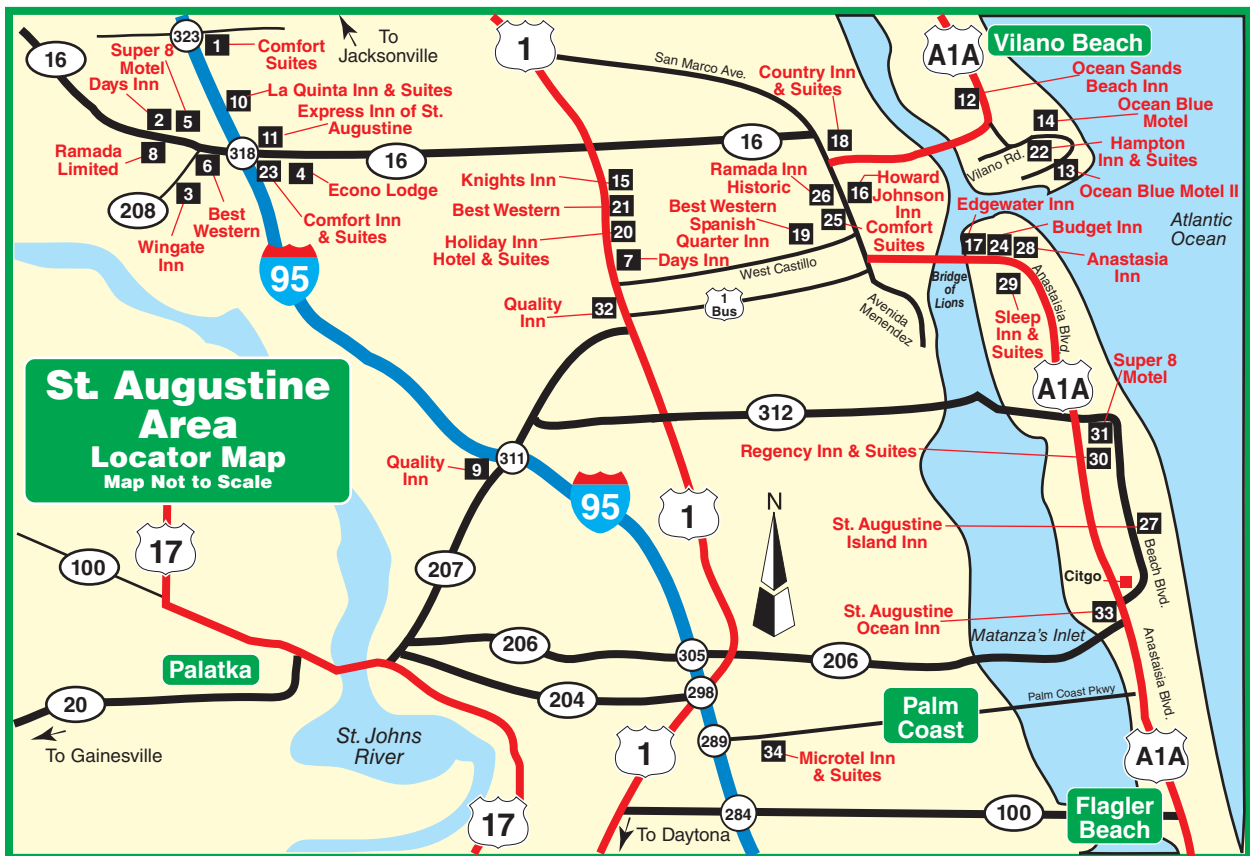 323
1
Comfort
Suites
To
Jacksonville
1
San Marco Ave.
A1A
Vilano Beach
16
Super 8
Motel
Days Inn
2
5
10
La Quinta Inn & Suites
Express Inn of St.
Augustine
11
Country Inn
& Suites
18
12
Ocean Sands
Beach Inn
14
Ocean Blue
Motel
Ramada
Limited
8
6
318
16
16
23
4
Econo Lodge
208
3
Best
Western
Wingate
Inn
Comfort Inn
& Suites
Vilano Rd.
22
Hampton
Inn & Suites
13
Ocean Blue Motel II
Knights Inn
15
Best Western
21
Holiday Inn
Hotel & Suites
20
7
Days Inn
Ramada Inn
Historic
26
16
Howard
Johnson
Inn
Best Western
Spanish
Quarter Inn
19
25
Comfort
Suites
Edgewater Inn
17
24
28
Budget Inn
Anastasia
Inn
Atlantic
Ocean
95
West Castillo
1
Bus
Quality
Inn
32
Avenida
Menendez
Bridge
of
Lions
29
Sleep
Inn &
Suites
Anastaisia Blvd.
St. Augustine
Area
Locator Map
Map Not to Scale
A1A
Super 8
Motel
312
31
Regency Inn & Suites
30
Quality
Inn
9
311
95
N
1
St. Augustine
Island Inn
27
Beach Blvd.
17
100
207
Citgo
St. Augustine
Ocean Inn
33
Matanza's Inlet
206
305
206
Palatka
204
298
20
To Gainesville
St. Johns
River
Palm Coast Pkwy
Palm
Coast
Anastaisia Blvd.
1
289
34
Microtel Inn
& Suites
A1A
17
284
100
Flagler
Beach
To Daytona